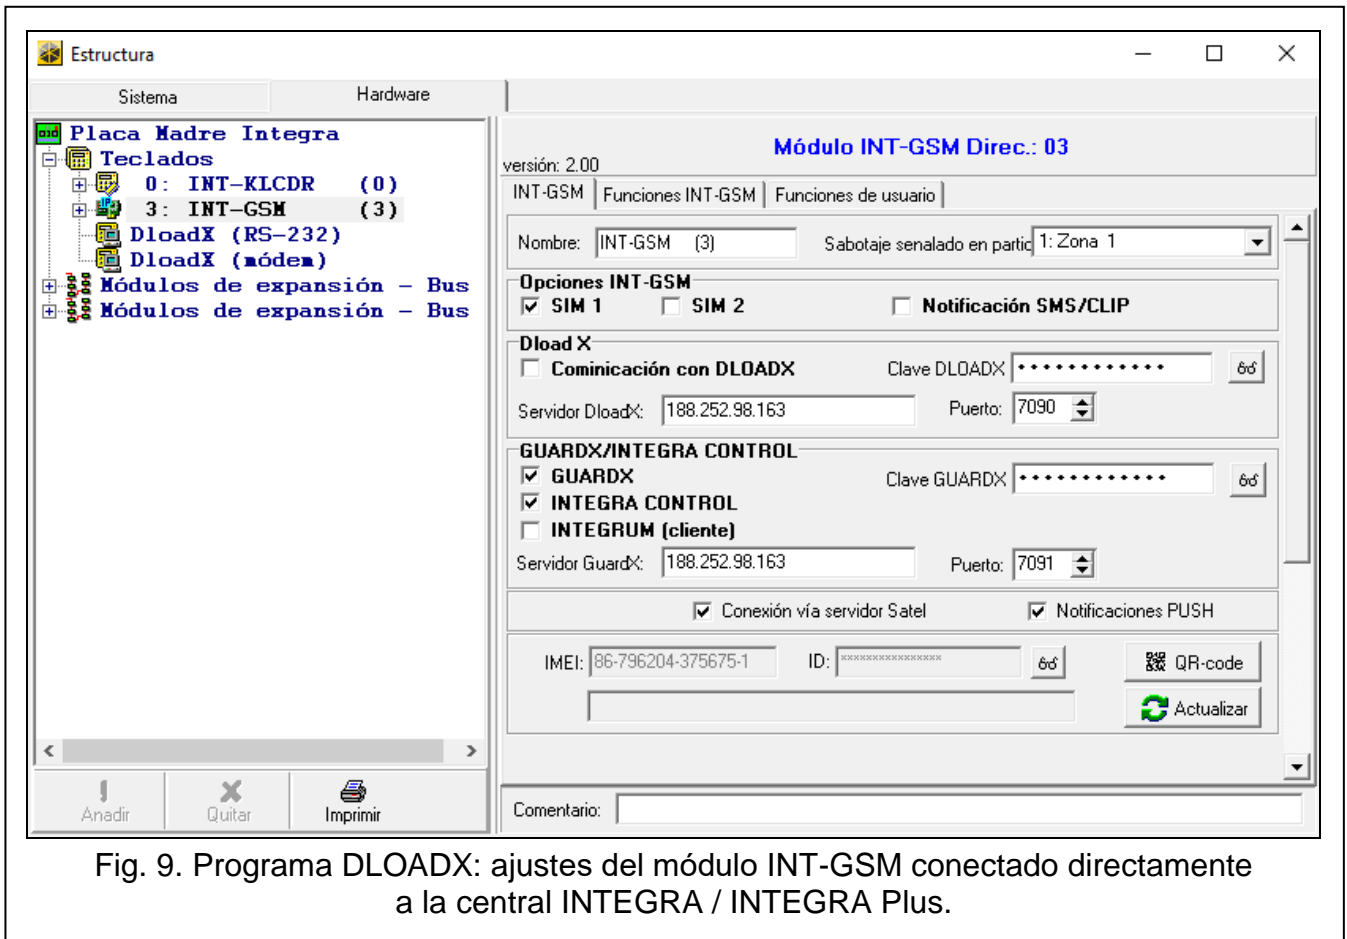 Estructura
Sistema
Hardware
Placa Madre Integra
Teclados
0: INT-KLCDR (0)
3: INT-GSM (3)
DloadX (RS-232)
DloadX (módem)
Módulos de expansión - Bus
Módulos de expansión - Bus
Anadir
Quitar
Imprimir
Módulo INT-GSM Direc.: 03
versión: 2.00
INT-GSM
Funciones INT-GSM
Funciones de usuario
Nombre: INT-GSM (3)
Sabotaje senalado en partic 1: Zona 1
Opciones INT-GSM
SIM 1
SIM 2
Notificación SMS/CLIP
Dload X
Cominicación con DLOADX
Clave DLOADX ************
Servidor DloadX: 188.252.98.163
Puerto: 7090
GUARDX/INTEGRA CONTROL
GUARDX
Clave GUARDX ************
INTEGRA CONTROL
INTEGRUM (cliente)
Servidor GuardX: 188.252.98.163
Puerto: 7091
Conexión vía servidor Satel
Notificaciones PUSH
IMEI: 86-796204-375675-1
ID: ****************
QR-code
Actualizar
Comentario:
Fig. 9. Programa DLOADX: ajustes del módulo INT-GSM conectado directamente
a la central INTEGRA / INTEGRA Plus.